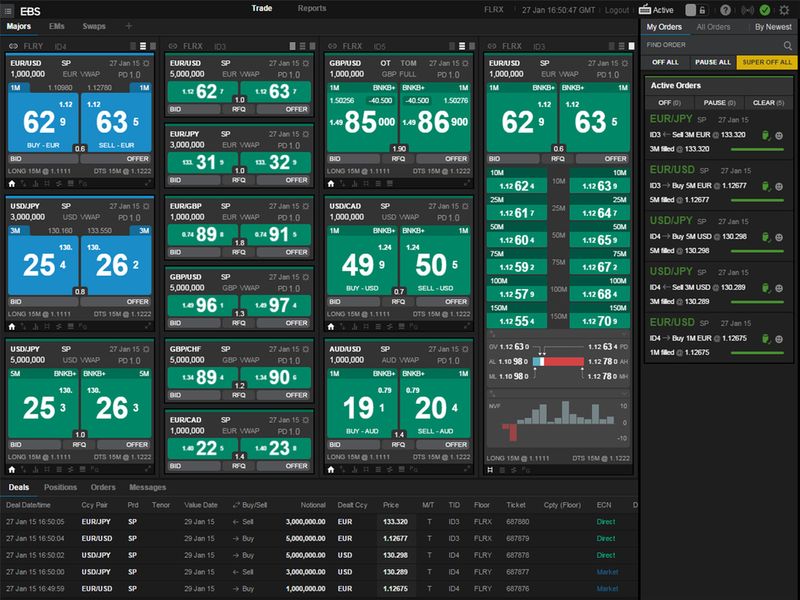 EBS
Trade
Reports
FLRX
27 Jan 16:50:47 GMT
Logout
Active
Majors
EMs
Swaps
+
FLRY
ID4
EUR/USD SP 27 Jan 15
1,000,000 EUR VWAP PD 1.0
1M 1.10980 1.12780 1M
1.12 1.12
62 9 63 5
BUY - EUR SELL - EUR
0.6
BID OFFER
LONG 15M @ 1.1111 DTS 15M @ 1.1222
USD/JPY SP 27 Jan 15
3,000,000 USD VWAP PD 1.0
3M 130.160 133.550 3M
130. 130.
25 4 26 2
0.8
BID OFFER
LONG 15M @ 1.1111 DTS 15M @ 1.1222
USD/JPY SP 27 Jan 15
5,000,000 USD VWAP PD 1.0
5M BNKB+ BNKB+ 5M
130. 130.
25 3 26 3
1.0
BID OFFER
LONG 15M @ 1.1111 DTS 15M @ 1.1222
FLRX
ID3
EUR/USD SP 27 Jan 15
5,000,000 EUR VWAP PD 1.0
1.12 62 7 1.12 63 7
1.0
BID RFQ OFFER
EUR/JPY SP 27 Jan 15
3,000,000 EUR VWAP PD 1.0
133. 31 9 133. 32 9
1.0
BID RFQ OFFER
EUR/GBP SP 27 Jan 15
1,000,000 EUR VWAP PD 1.0
0.74 89 8 0.74 91 5
1.8
BID RFQ OFFER
GBP/USD SP 27 Jan 15
5,000,000 GBP VWAP PD 1.0
1.49 96 1 1.49 97 4
1.3
BID RFQ OFFER
GBP/CHF SP 27 Jan 15
5,000,000 GBP VWAP PD 1.0
1.34 89 4 1.34 90 6
1.2
BID RFQ OFFER
EUR/CAD SP 27 Jan 15
1,000,000 EUR VWAP PD 1.0
1.40 22 5 1.40 23 8
1.4
BID RFQ OFFER
FLRX
ID5
GBP/USD OT TOM 27 Jan 15
1,000,000 GBP FULL PD 1.0
1M BNKB+ BNKB+ 1M
1.50256 -40.500 -40.500 1.50276
1.49 85 000 1.49 86 900
1.90
BID RFQ OFFER
LONG 15M @ 1.1111 DTS 15M @ 1.1222
USD/CAD SP 27 Jan 15
1,000,000 USD VWAP PD 1.0
1M BNKB+ BNKB+ 1M
1.24 1.24
49 9 50 5
BUY - USD SELL - USD
0.7
BID RFQ OFFER
LONG 15M @ 1.1111 DTS 15M @ 1.1222
AUD/USD SP 27 Jan 15
1,000,000 AUD VWAP PD 1.0
1M BNKB+ BNKB+ 1M
0.79 0.79
19 1 20 4
BUY - AUD SELL - AUD
1.4
BID RFQ OFFER
LONG 15M @ 1.1111 DTS 15M @ 1.1222
FLRX
ID3
EUR/USD SP 27 Jan 15
1,000,000 EUR VWAP PD 1.0
1M BNKB+ BNKB+ 1M
1.12 1.12
62 9 63 5
0.6
BID RFQ OFFER
10M 10M
1.12 62 4 10M 1.12 63 9
25M 25M
1.12 61 7 25M 1.12 64 7
50M 50M
1.12 60 4 50M 1.12 65 9
75M 75M
1.12 59 2 75M 1.12 67 2
100M 100M
1.12 57 9 100M 1.12 68 4
150M 150M
1.12 55 4 150M 1.12 70 9
GV 1.12 63 0 1.12 63 4 PD
AL 1.10 98 0 1.12 78 0 AH
ML 1.10 98 0 1.12 78 0 MH
NVF
10
0
-10
LONG 15M @ 1.1111 DTS 15M @ 1.1222
My Orders
All Orders
By Newest
FIND ORDER
OFF ALL
PAUSE ALL
SUPER OFF ALL
Active Orders
OFF (0) PAUSE (0) CLEAR (5)
EUR/JPY SP 27 Jan 15
ID3 ← Sell 3M EUR @ 133.320
3M filled @ 133.320
EUR/USD SP 27 Jan 15
ID3 → Buy 5M EUR @ 1.12677
5M filled @ 1.12677
USD/JPY SP 27 Jan 15
ID4 → Buy 5M USD @ 130.298
5M filled @ 130.298
USD/JPY SP 27 Jan 15
ID4 ← Sell 3M USD @ 130.289
3M filled @ 130.289
EUR/USD SP 27 Jan 15
ID4 → Buy 1M EUR @ 1.12675
1M filled @ 1.12675
Deals
Positions
Orders
Messages
Deal Date/time Ccy Pair Prd Tenor Value Date Buy/Sell Notional Dealt Ccy Price M/T TID Floor Ticket Cpty (Floor) ECN D
27 Jan 15 16:50:05 EUR/JPY SP 29 Jan 15 ← Sell 3,000,000.00 EUR 133.320 T ID3 FLRX 687880 Direct
27 Jan 15 16:50:04 EUR/USD SP 29 Jan 15 → Buy 5,000,000.00 EUR 1.12677 T ID3 FLRX 687879 Direct
27 Jan 15 16:50:02 USD/JPY SP 29 Jan 15 → Buy 5,000,000.00 USD 130.298 T ID4 FLRY 687878 Direct
27 Jan 15 16:50:00 USD/JPY SP 29 Jan 15 ← Sell 3,000,000.00 USD 130.289 T ID4 FLRY 687877 Market
27 Jan 15 16:49:59 EUR/USD SP 29 Jan 15 → Buy 1,000,000.00 EUR 1.12675 T ID4 FLRY 687876 Market